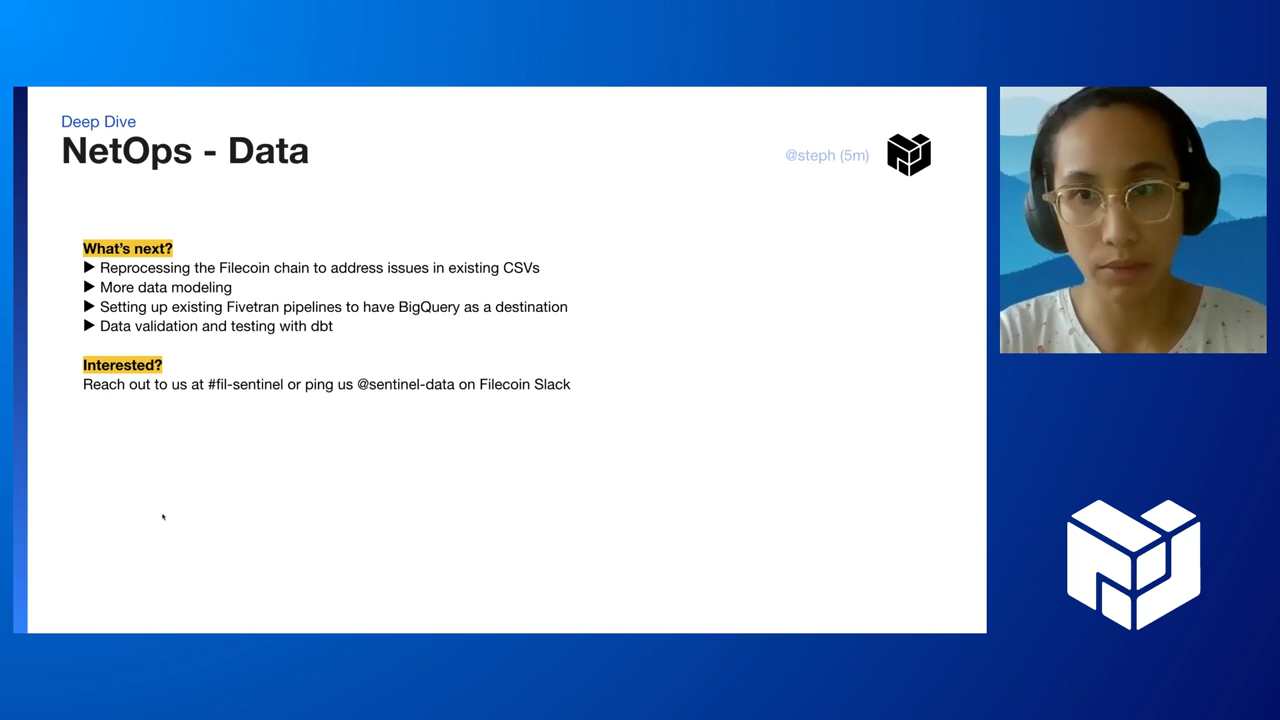 Deep Dive
NetOps - Data
@steph (5m)
What's next?
▶ Reprocessing the Filecoin chain to address issues in existing CSVs
▶ More data modeling
▶ Setting up existing Fivetran pipelines to have BigQuery as a destination
▶ Data validation and testing with dbt
Interested?
Reach out to us at #fil-sentinel or ping us @sentinel-data on Filecoin Slack